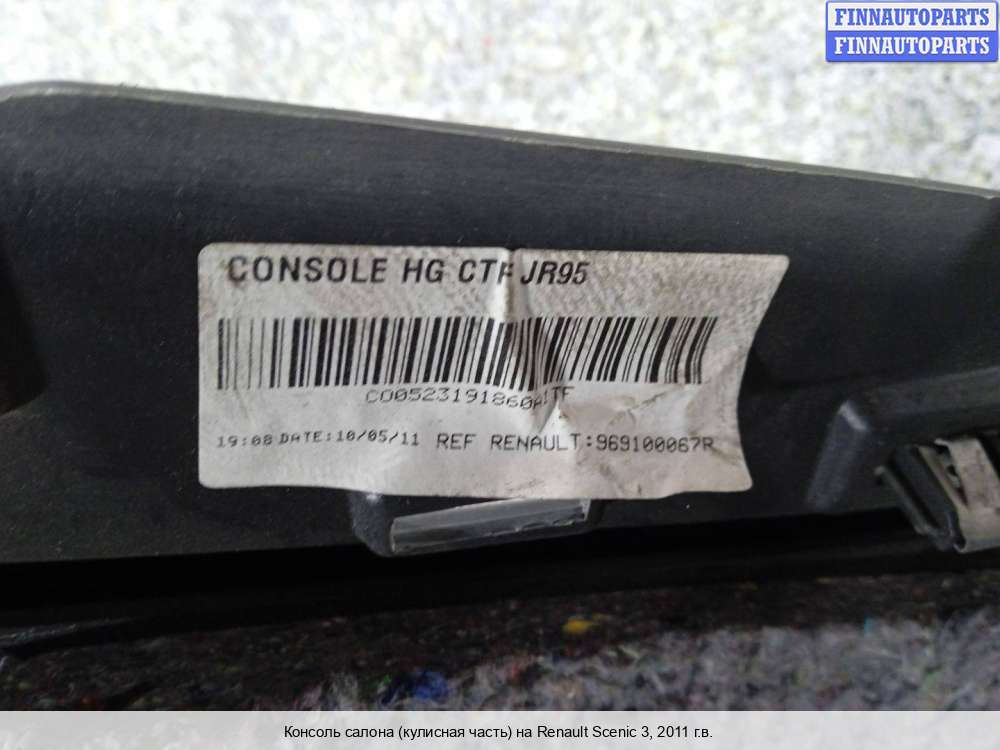 FINNAUTOPARTS
FINNAUTOPARTS
CONSOLE HG CTF JR95
C00523191860A1TF
19:08 DATE:10/05/11 REF RENAULT:969100067R
Консоль салона (кулисная часть) на Renault Scenic 3, 2011 г.в.